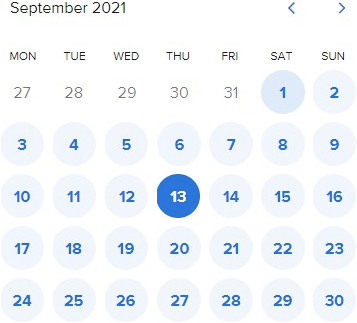 September 2021
MON TUE WED THU FRI SAT SUN
27 28 29 30 31 1 2
3 4 5 6 7 8 9
10 11 12 13 14 15 16
17 18 19 20 21 22 23
24 25 26 27 28 29 30